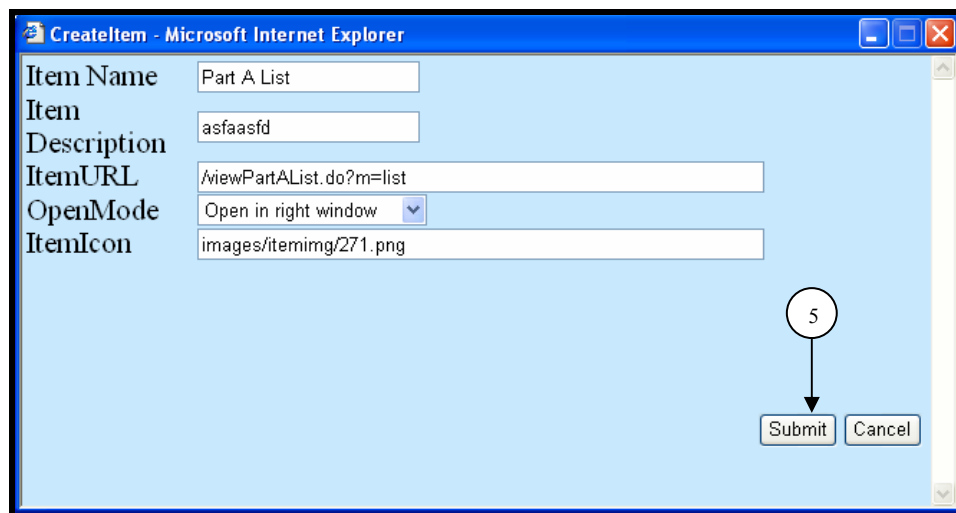 CreateItem - Microsoft Internet Explorer
Item Name Part A List
Item
Description asfaasfd
ItemURL /viewPartAList.do?m=list
OpenMode Open in right window
ItemIcon images/itemimg/271.png
5
Submit Cancel